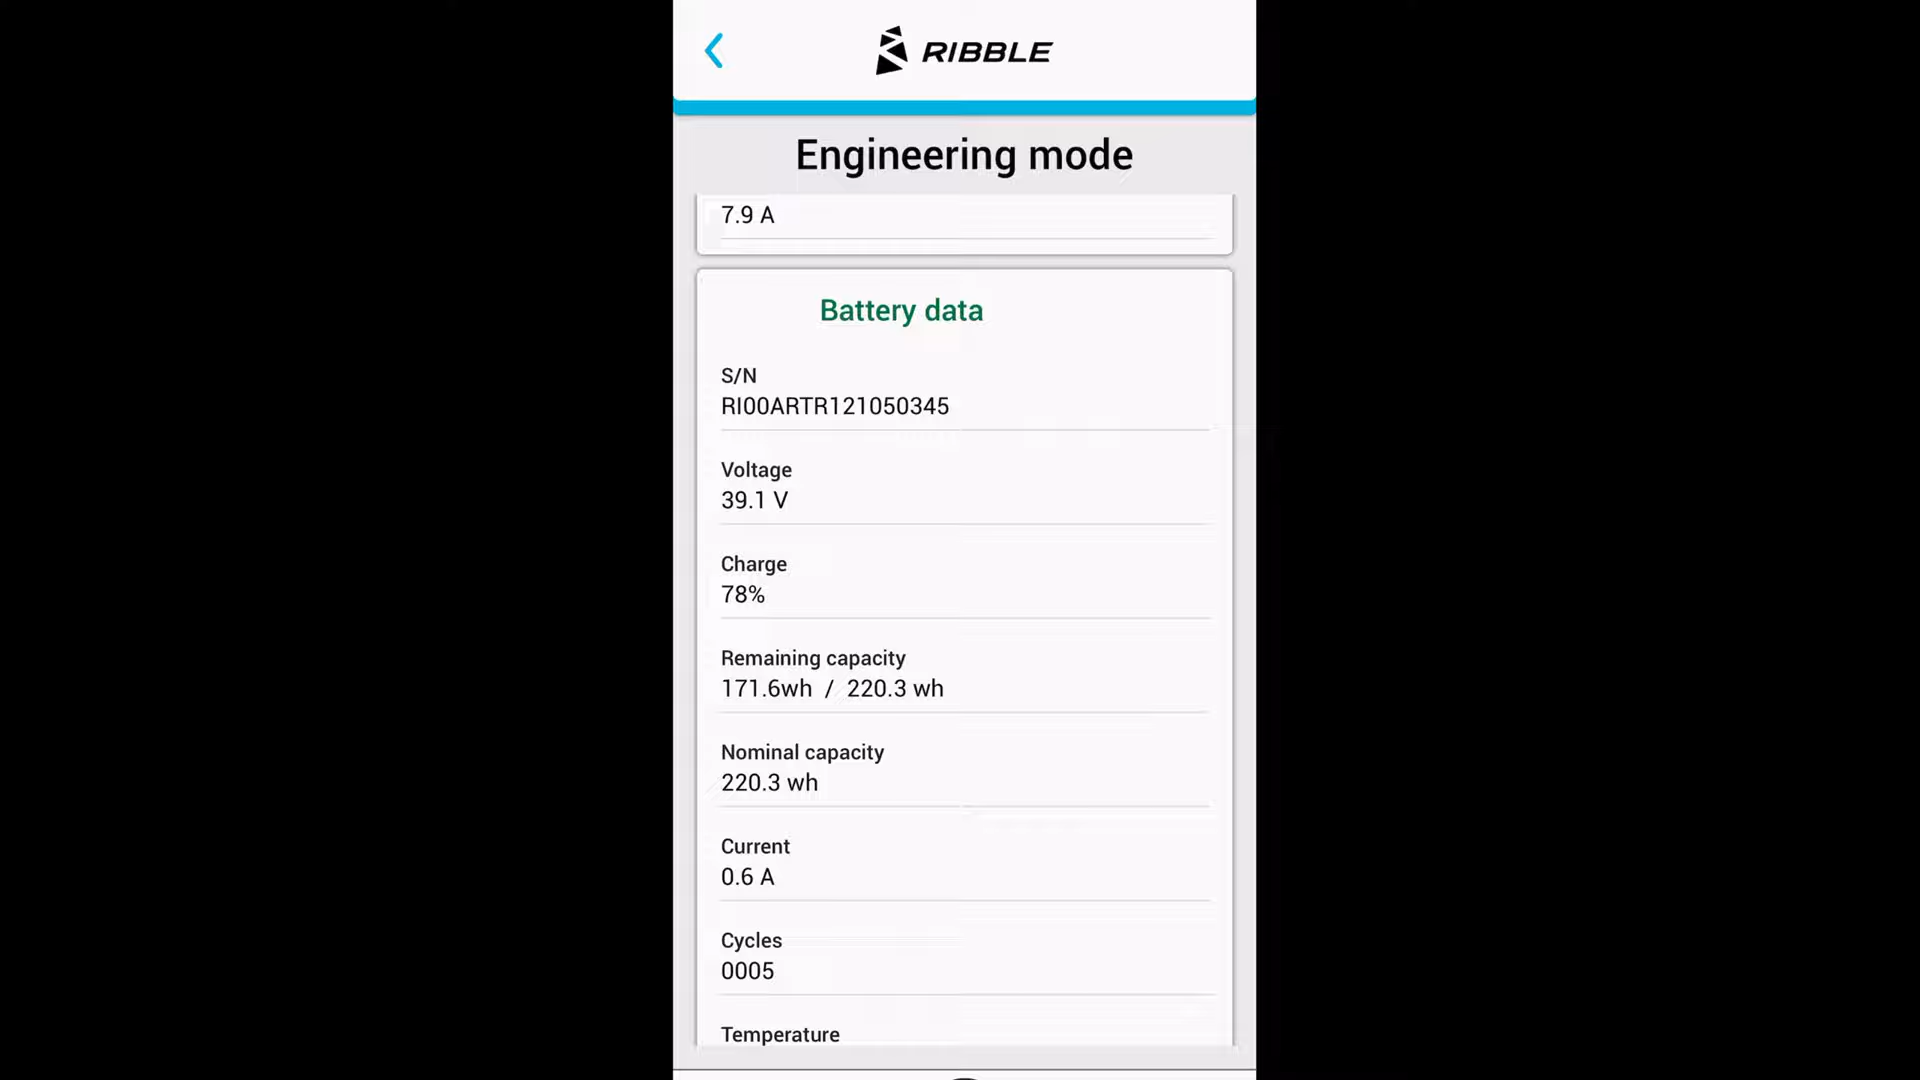 RIBBLE
Engineering mode
7.9 A
Battery data
S/N
RI00ARTR121050345
Voltage
39.1 V
Charge
78%
Remaining capacity
171.6wh / 220.3 wh
Nominal capacity
220.3 wh
Current
0.6 A
Cycles
0005
Temperature